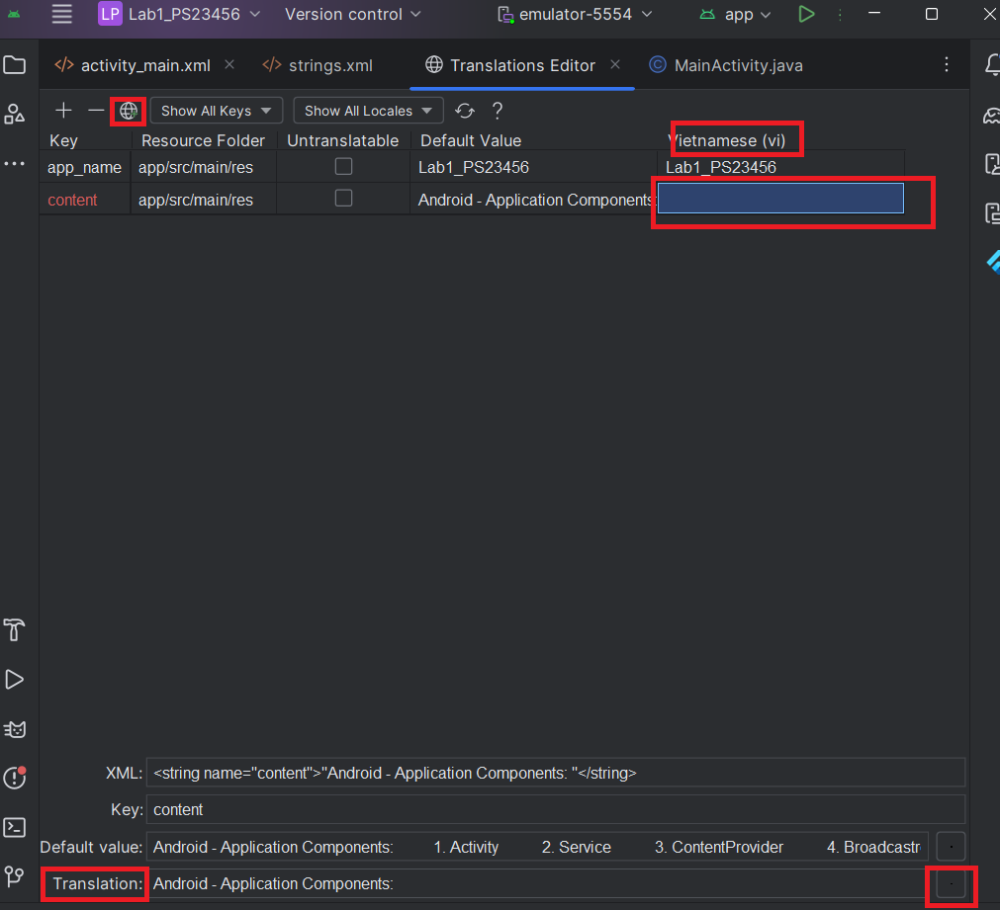 LP Lab1_PS23456 Version control emulator-5554 app
activity_main.xml strings.xml Translations Editor MainActivity.java
Show All Keys Show All Locales ?
Key Resource Folder Untranslatable Default Value Vietnamese (vi)
app_name app/src/main/res Lab1_PS23456 Lab1_PS23456
content app/src/main/res Android - Application Components:
XML: <string name="content">"Android - Application Components: "</string>
Key: content
Default value: Android - Application Components: 1. Activity 2. Service 3. ContentProvider 4. Broadcastr
Translation: Android - Application Components: